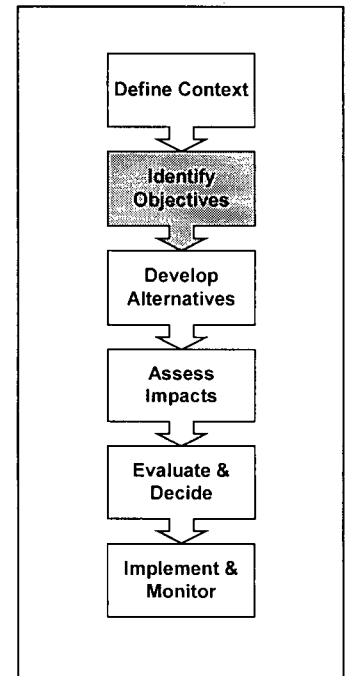 Define Context
Identify
Objectives
Develop
Alternatives
Assess
Impacts
Evaluate &
Decide
Implement &
Monitor